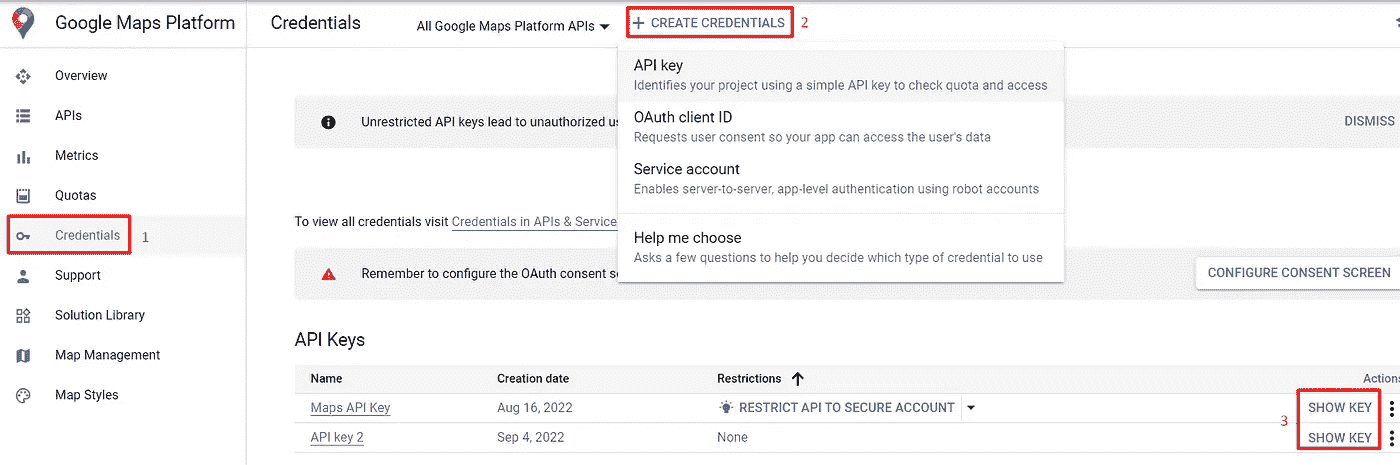 Google Maps Platform
Credentials
All Google Maps Platform APIs
+ CREATE CREDENTIALS
2
Overview
APIs
Metrics
Quotas
Credentials
1
Support
Solution Library
Map Management
Map Styles
API key
Identifies your project using a simple API key to check quota and access
OAuth client ID
Requests user consent so your app can access the user's data
Service account
Enables server-to-server, app-level authentication using robot accounts
Help me choose
Asks a few questions to help you decide which type of credential to use
Unrestricted API keys lead to unauthorized
DISMISS
To view all credentials visit Credentials in APIs & Service
Remember to configure the OAuth consent
CONFIGURE CONSENT SCREEN
API Keys
Name Creation date Restrictions Actions
Maps API Key Aug 16, 2022 RESTRICT API TO SECURE ACCOUNT SHOW KEY
3
API key 2 Sep 4, 2022 None SHOW KEY